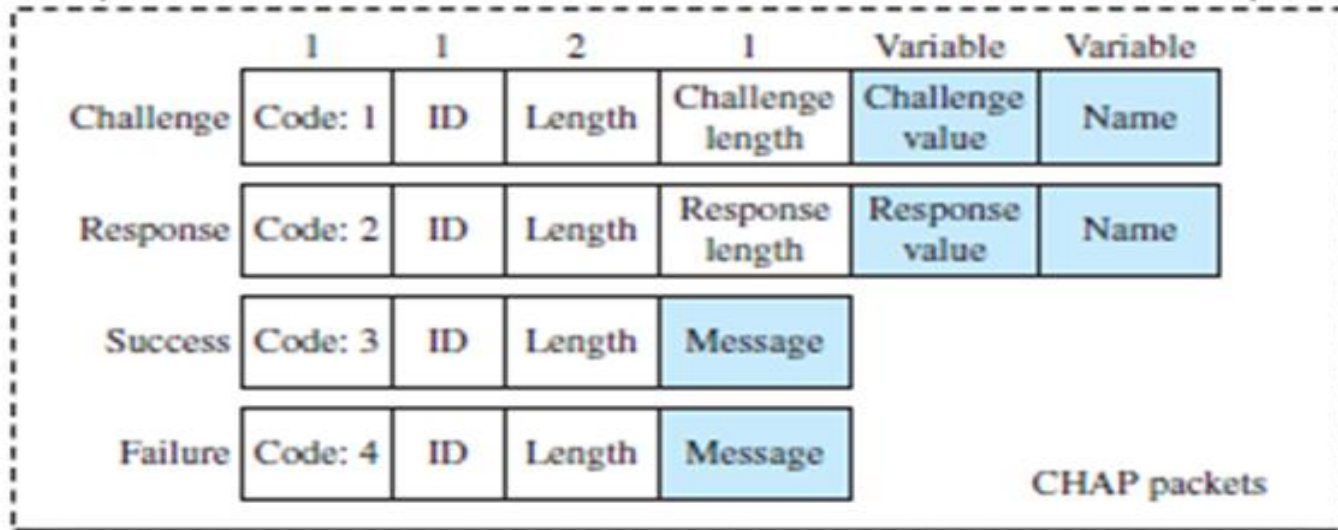 1 1 2 1 Variable Variable
Challenge Code: 1 ID Length Challenge length Challenge value Name
Response Code: 2 ID Length Response length Response value Name
Success Code: 3 ID Length Message
Failure Code: 4 ID Length Message
CHAP packets